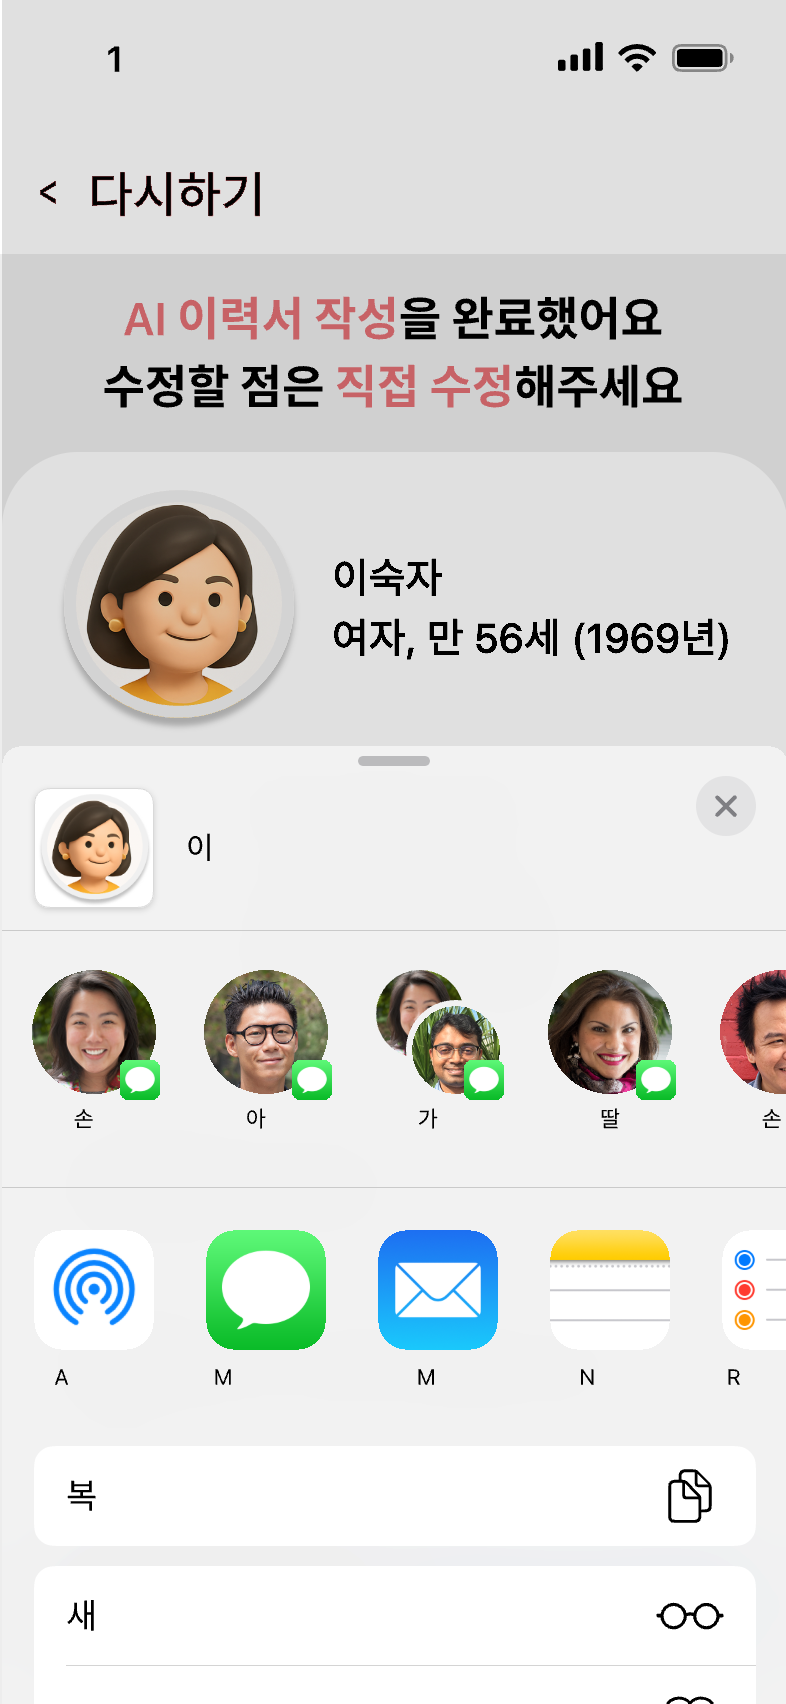 1
< 다시하기
AI 이력서 작성을 완료했어요
수정할 점은 직접 수정해주세요
이숙자
여자, 만 56세 (1969년)
이
손 아 가 딸 손
A M M N R
복
새